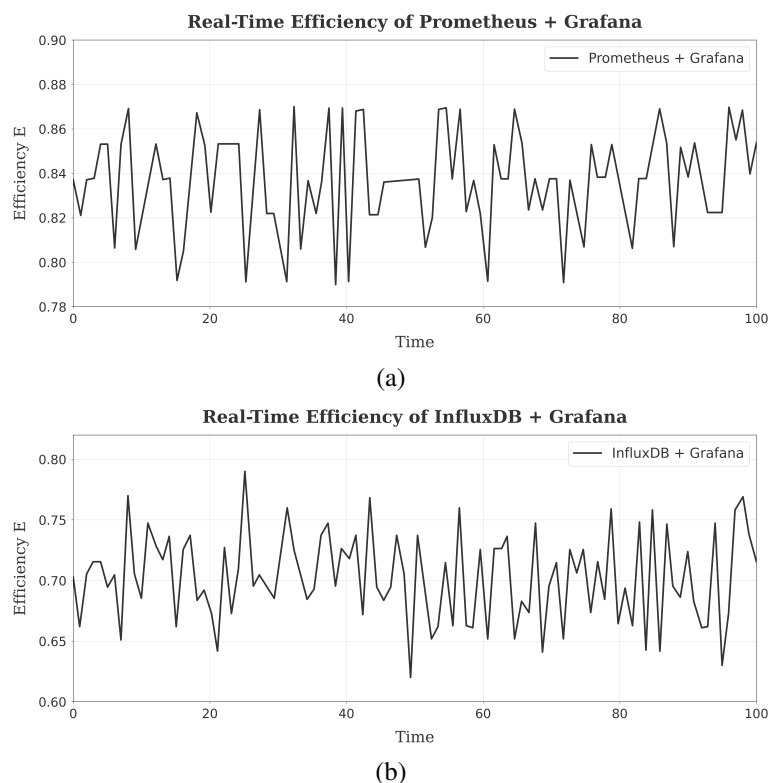 Real-Time Efficiency of Prometheus + Grafana
0.90
0.88
0.86
0.84
0.82
0.80
0.78
Efficiency E
Prometheus + Grafana
0 20 40 60 80 100
Time
(a)
Real-Time Efficiency of InfluxDB + Grafana
0.80
0.75
0.70
0.65
0.60
Efficiency E
InfluxDB + Grafana
0 20 40 60 80 100
Time
(b)